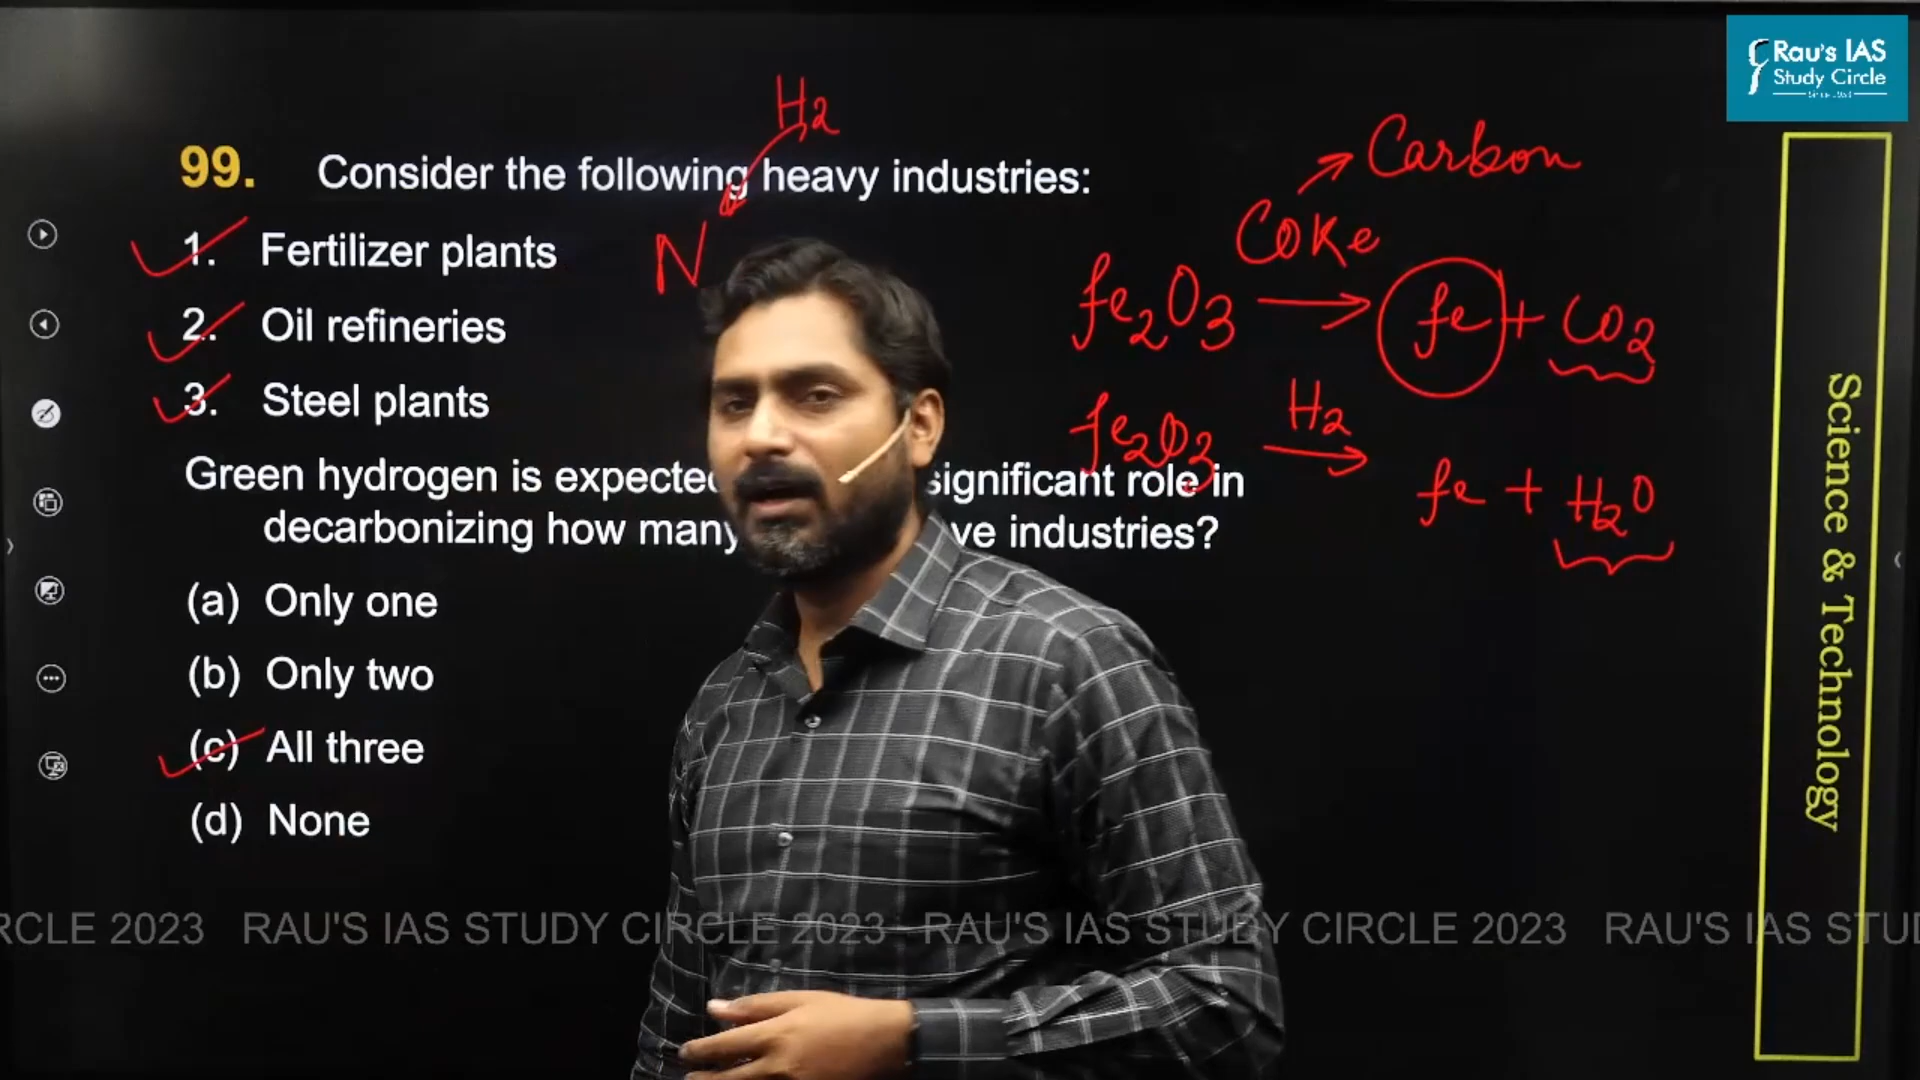 Rau's IAS
Study Circle
H2
Carbon
99. Consider the following heavy industries:
Coke
1. Fertilizer plants
N
Fe2O3 → Fe + CO2
2. Oil refineries
3. Steel plants
H2
Fe2O3 → Fe + H2O
Green hydrogen is expected significant role in
decarbonizing how many ve industries?
(a) Only one
(b) Only two
(c) All three
(d) None
Science & Technology
RCLE 2023 RAU'S IAS STUDY CIRCLE 2023 RAU'S IAS STUDY CIRCLE 2023 RAU'S IAS STUD